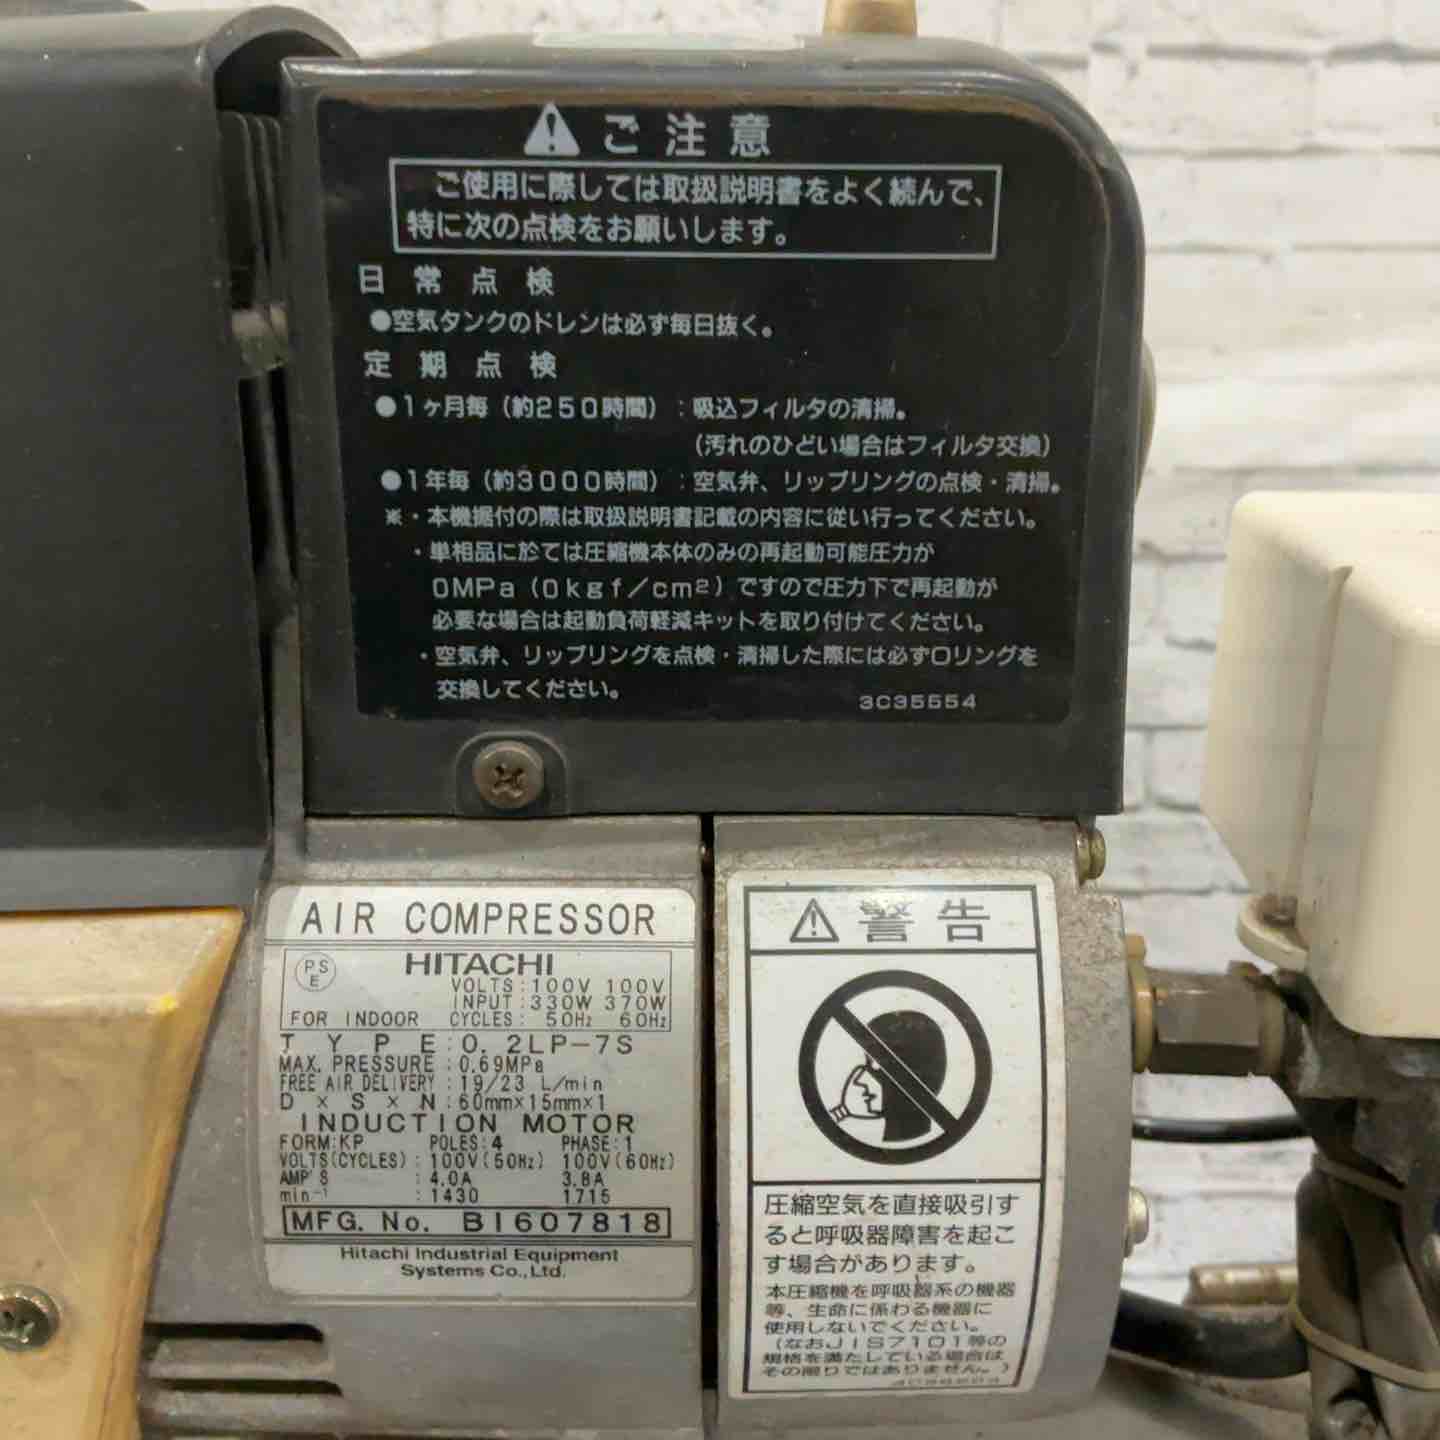 ご注意
ご使用に際しては取扱説明書をよく続んで、
特に次の点検をお願いします。
日常点検
●空気タンクのドレンは必ず毎日抜く。
定期点検
●1ヶ月毎(約250時間):吸込フィルタの清掃。
(汚れのひどい場合はフィルタ交換)
●1年毎(約3000時間):空気弁、リップリングの点検・清掃。
※・本機据付の際は取扱説明書記載の内容に従い行ってください。
・単相品に於ては圧縮機本体のみの再起動可能圧力が
0MPa(0kgf/cm2)ですので圧力下で再起動が
必要な場合は起動負荷軽減キットを取り付けてください。
・空気弁、リップリングを点検・清掃した際には必ずOリングを
交換してください。
3C35554
AIR COMPRESSOR
PSE
HITACHI
VOLTS:100V 100V
INPUT:330W 370W
FOR INDOOR CYCLES: 50Hz 60Hz
TYPE:0.2LP-7S
MAX. PRESSURE:0.69MPa
FREE AIR DELIVERY:19/23 L/min
D×S×N:60mm×15mm×1
INDUCTION MOTOR
FORM:KP POLES:4 PHASE:1
VOLTS(CYCLES):100V(50Hz) 100V(60Hz)
AMP'S:4.0A 3.8A
min-1:1430 1715
MFG. No. BI607818
Hitachi Industrial Equipment
Systems Co.,Ltd.
警告
圧縮空気を直接吸引す
ると呼吸器障害を起こ
す場合があります。
本圧縮機を呼吸器系の機器
等、生命に係わる機器に
使用しないでください。
(なおJIS7101等の
規格を満たしている場合は
その限りではありません。)